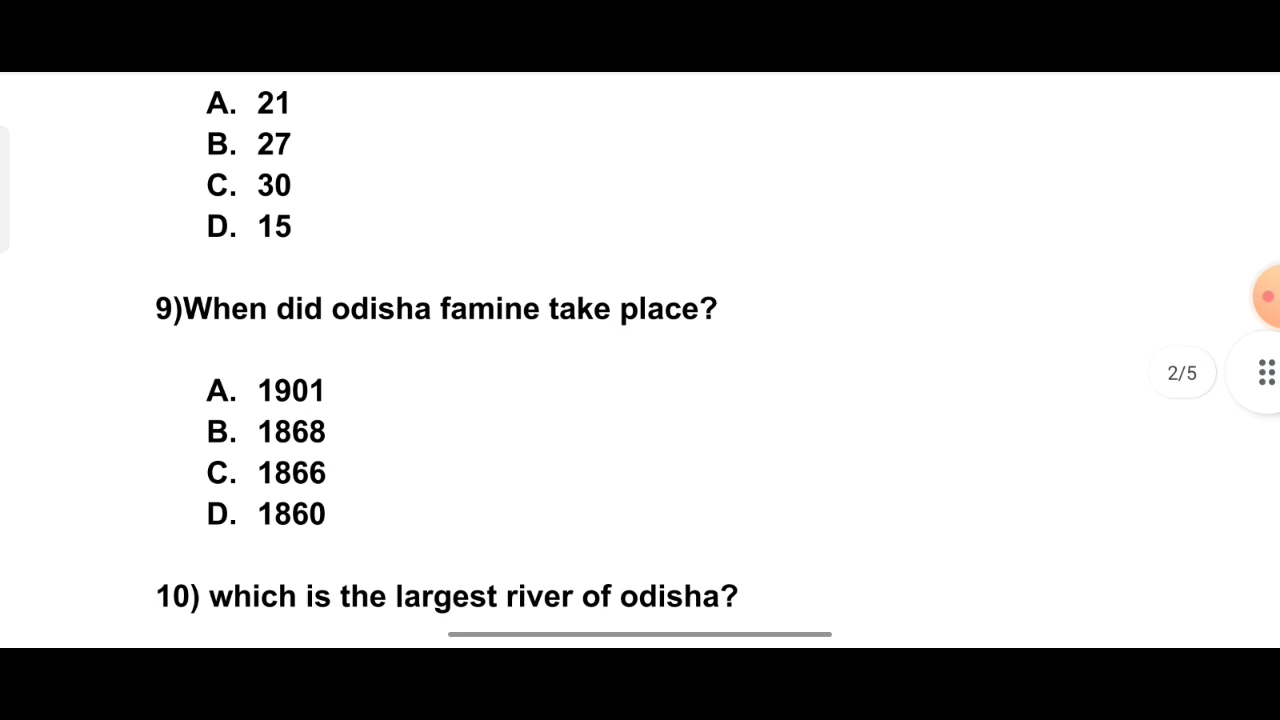 A. 21
B. 27
C. 30
D. 15
9)When did odisha famine take place?
A. 1901
B. 1868
C. 1866
D. 1860
2/5
10) which is the largest river of odisha?